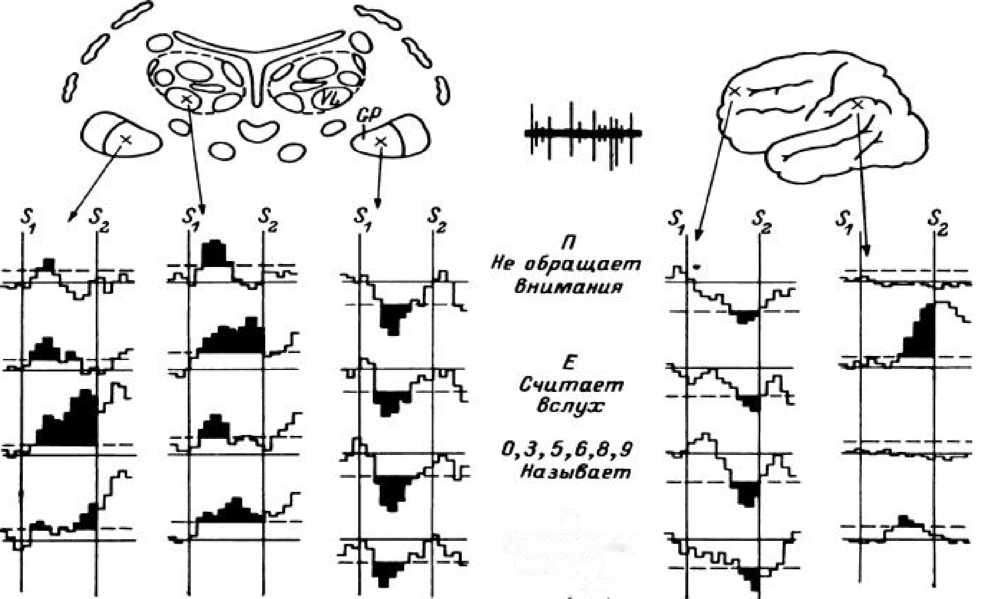 VL
GP
S1 S2
S1 S2
S1 S2
S1 S2
S1 S2
П
Не обращает
внимания
Е
Считает
вслух
0,3,5,6,8,9
Называет